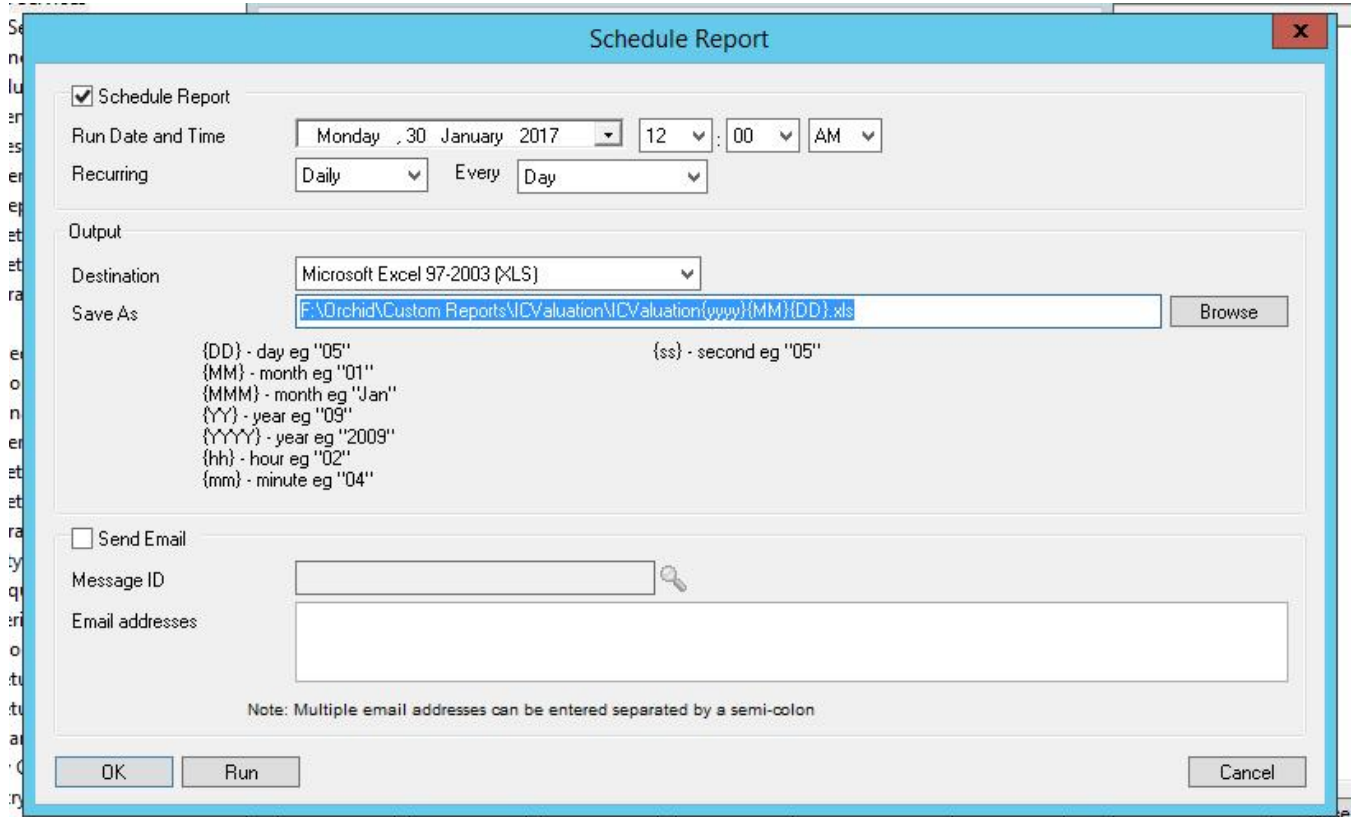 Schedule Report
x
Schedule Report
Run Date and Time Monday , 30 January 2017 12 : 00 AM
Recurring Daily Every Day
Output
Destination Microsoft Excel 97-2003 (XLS)
Save As F:\Orchid\Custom Reports\ICValuation\ICValuation{yyyy}{MM}{DD}.xls Browse
{DD} - day eg "05" {ss} - second eg "05"
{MM} - month eg "01"
{MMM} - month eg "Jan"
{YY} - year eg "09"
{YYYY} - year eg "2009"
{hh} - hour eg "02"
{mm} - minute eg "04"
Send Email
Message ID
Email addresses
Note: Multiple email addresses can be entered separated by a semi-colon
OK Run Cancel